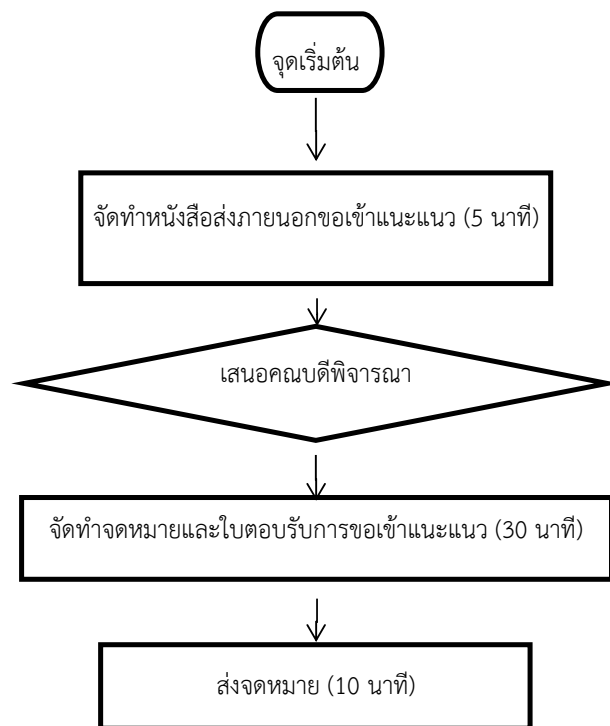 จุดเริ่มต้น
จัดทำหนังสือส่งภายนอกขอเข้าแนะแนว (5 นาที)
เสนอคณบดีพิจารณา
จัดทำจดหมายและใบตอบรับการขอเข้าแนะแนว (30 นาที)
ส่งจดหมาย (10 นาที)